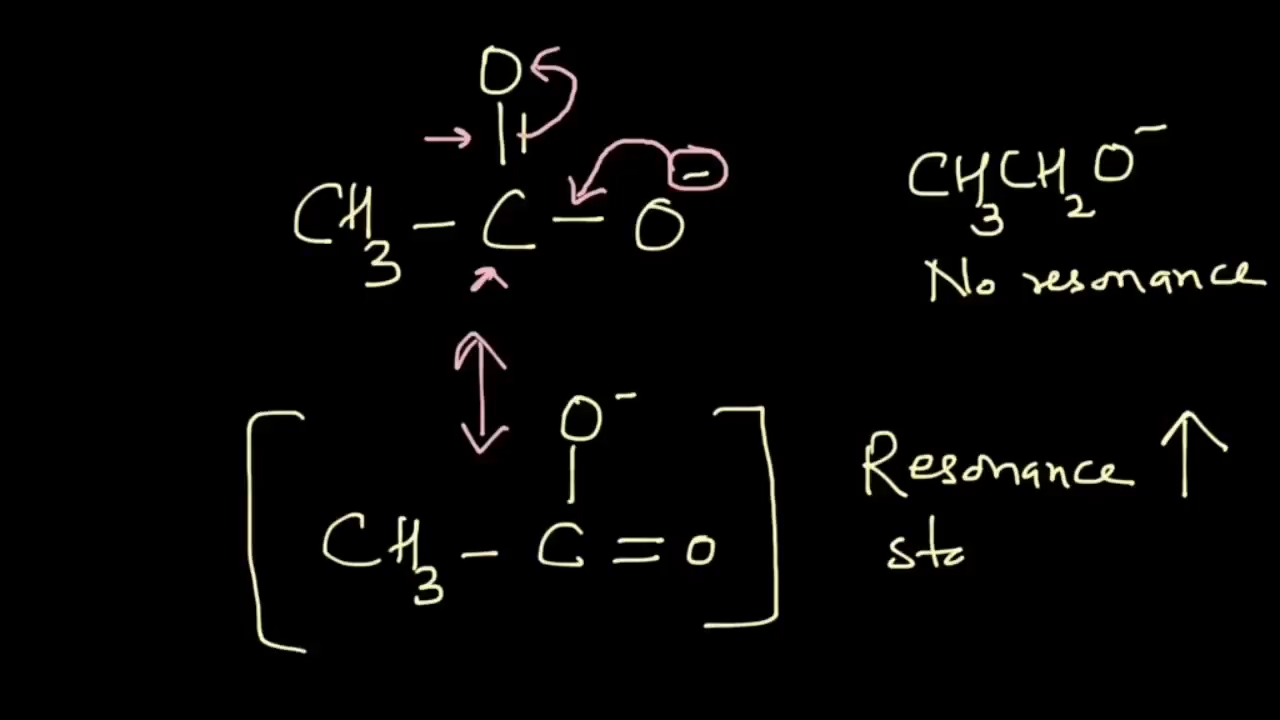 O
CH3 - C - O -
CH3CH2O-
No resonance
O-
CH3 - C = O
Resonance ↑
sta